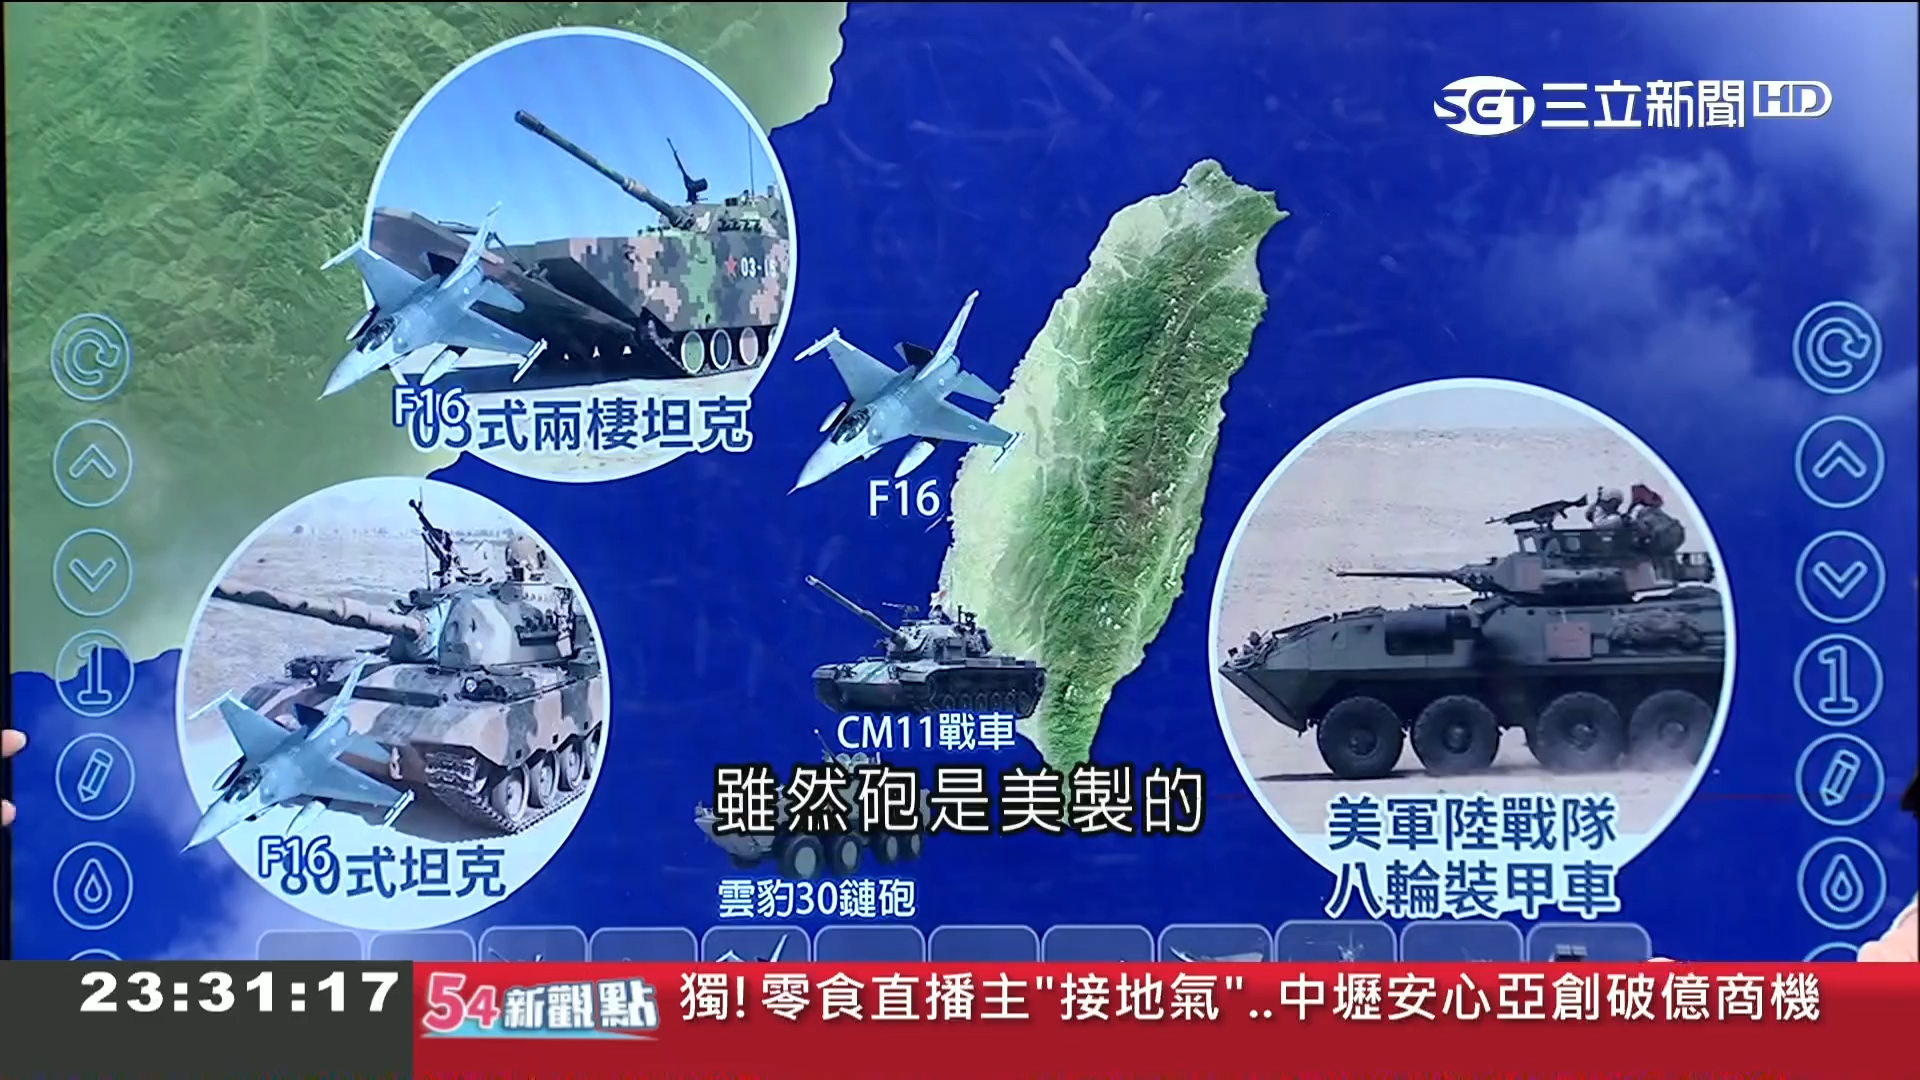 SET三立新聞HD
03-15
F16
03式兩棲坦克
F16
CM11戰車
雖然砲是美製的
雲豹30鏈砲
F16
式坦克
美軍陸戰隊
八輪裝甲車
1
1
23:31:17
54新觀點
獨!零食直播主"接地氣"..中壢安心亞創破億商機